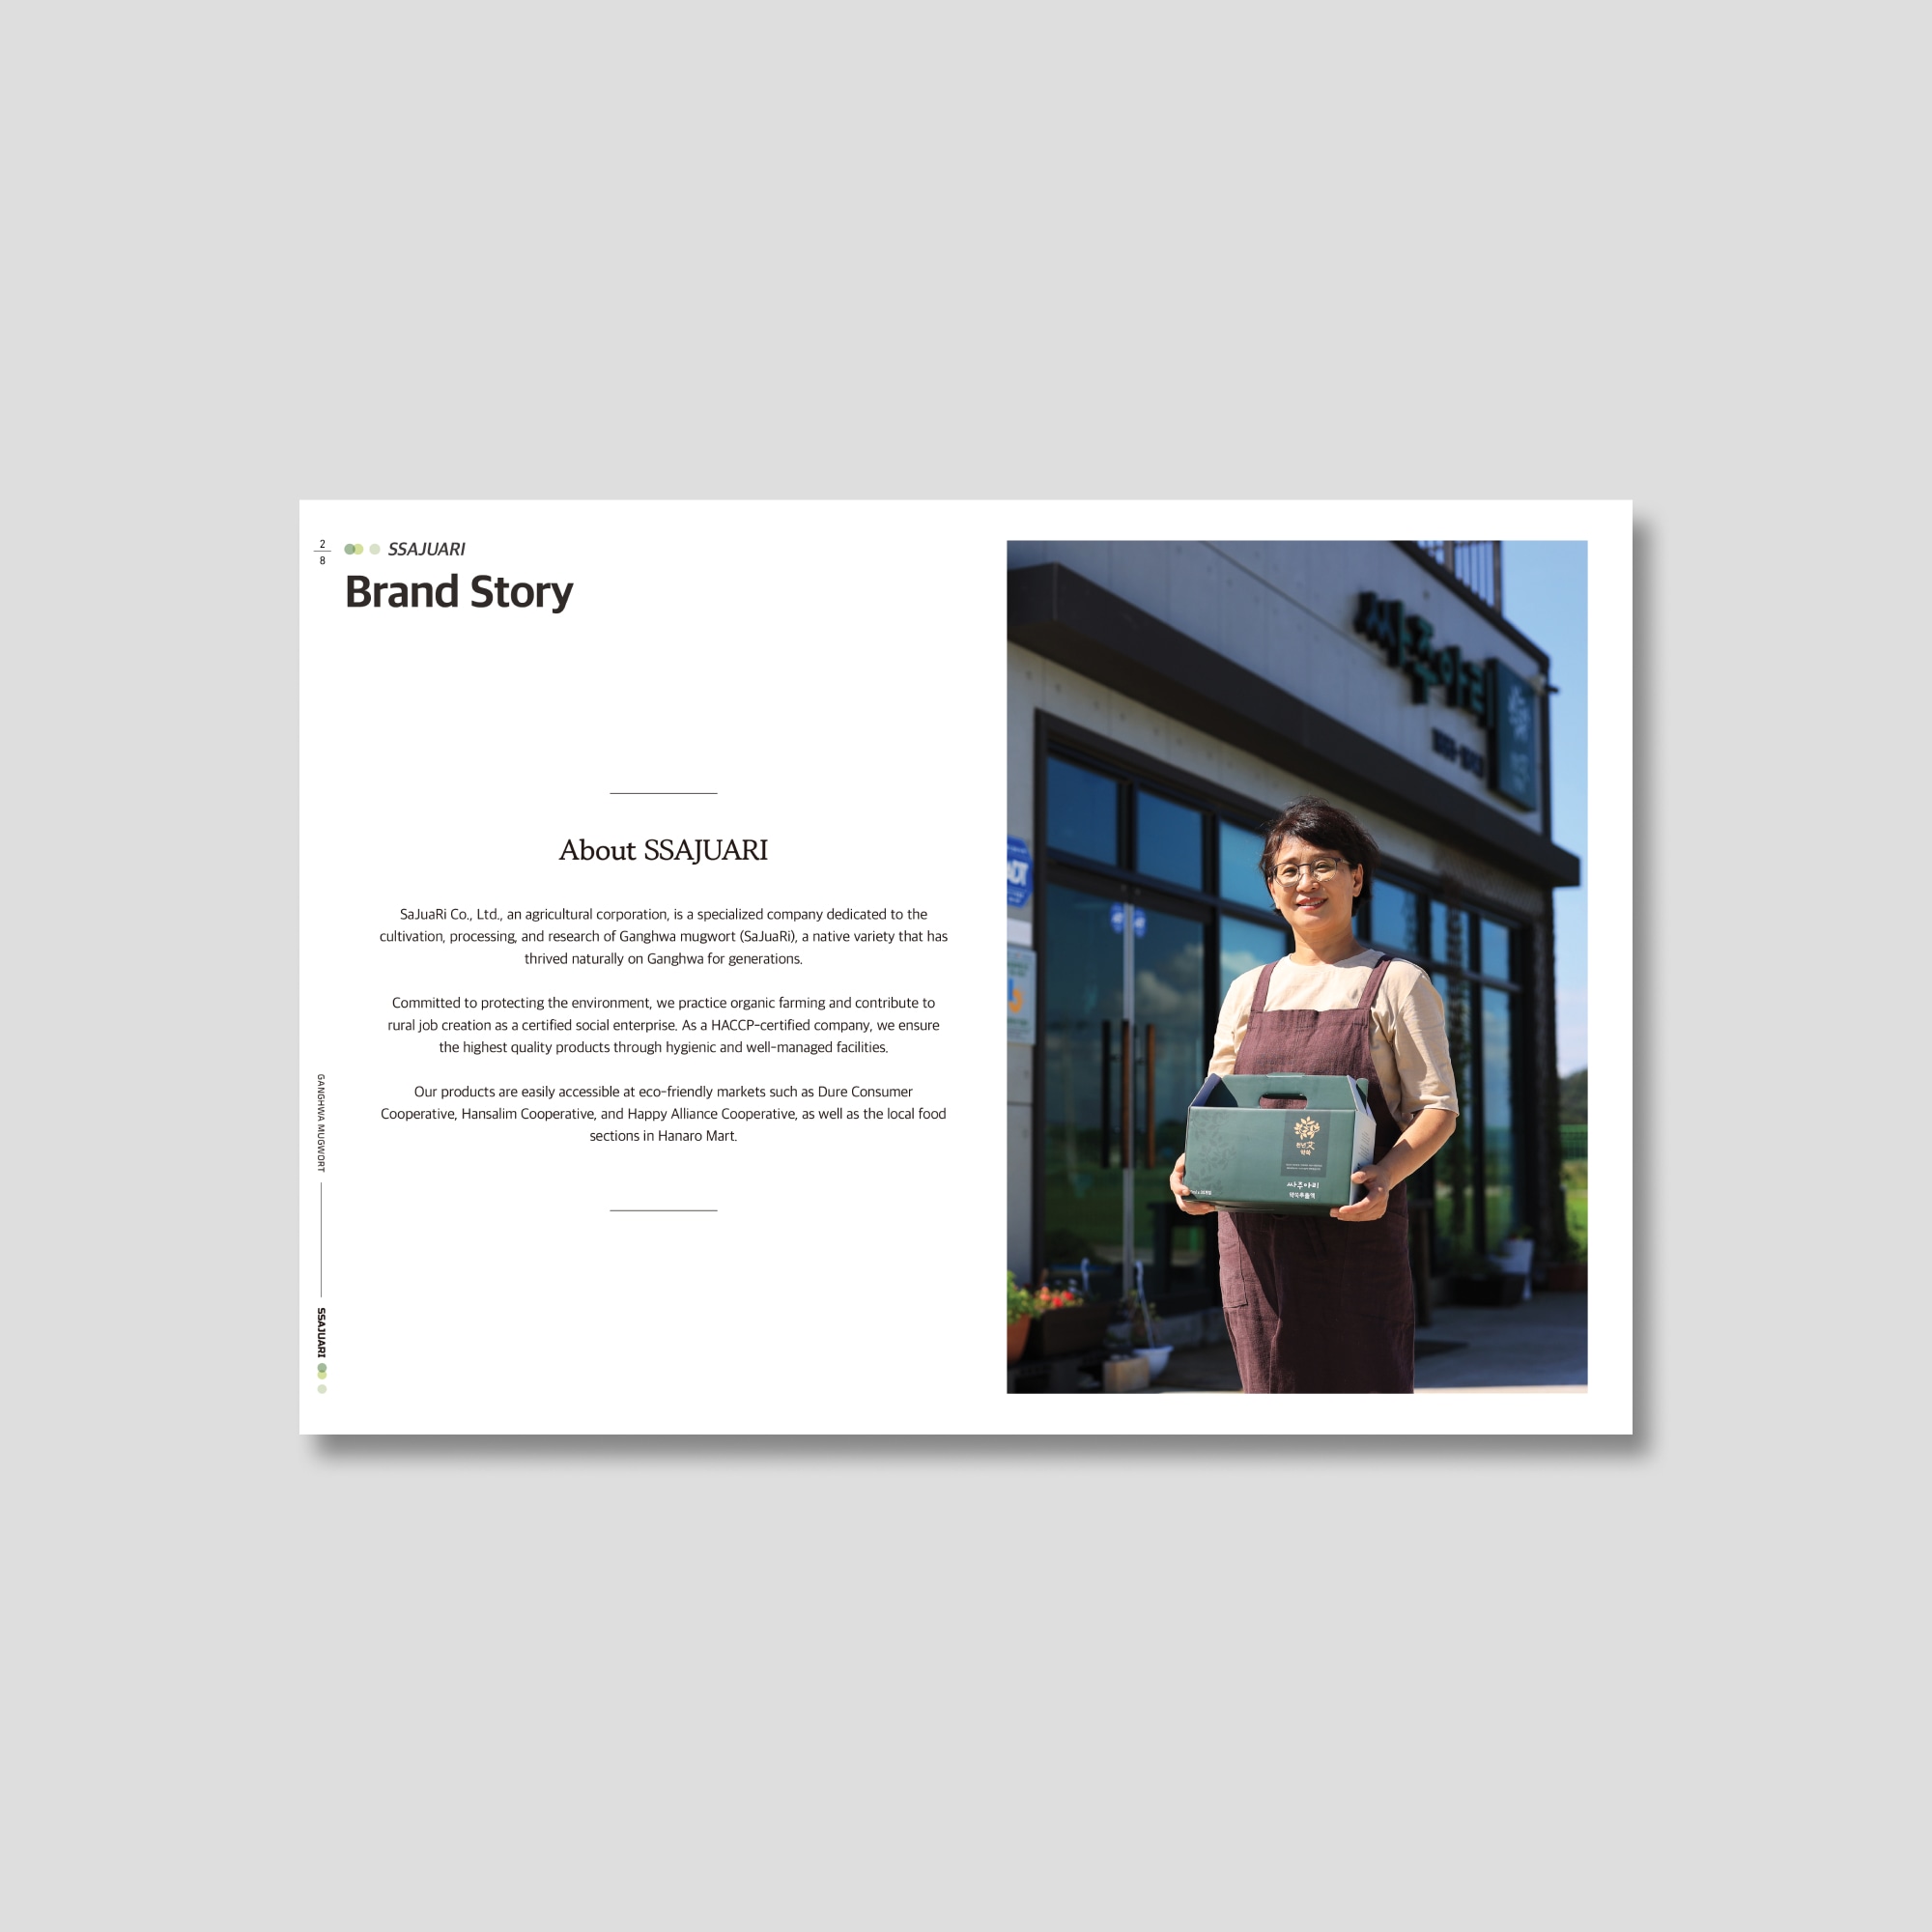 2
8
SSAJUARI
Brand Story
About SSAJUARI
SaJuaRi Co., Ltd., an agricultural corporation, is a specialized company dedicated to the
cultivation, processing, and research of Ganghwa mugwort (SaJuaRi), a native variety that has
thrived naturally on Ganghwa for generations.
Committed to protecting the environment, we practice organic farming and contribute to
rural job creation as a certified social enterprise. As a HACCP-certified company, we ensure
the highest quality products through hygienic and well-managed facilities.
Our products are easily accessible at eco-friendly markets such as Dure Consumer
Cooperative, Hansalim Cooperative, and Happy Alliance Cooperative, as well as the local food
sections in Hanaro Mart.
GANGHWA MUGWORT
SSAJUARI
싸주아리
싸주아리
약쑥추출액